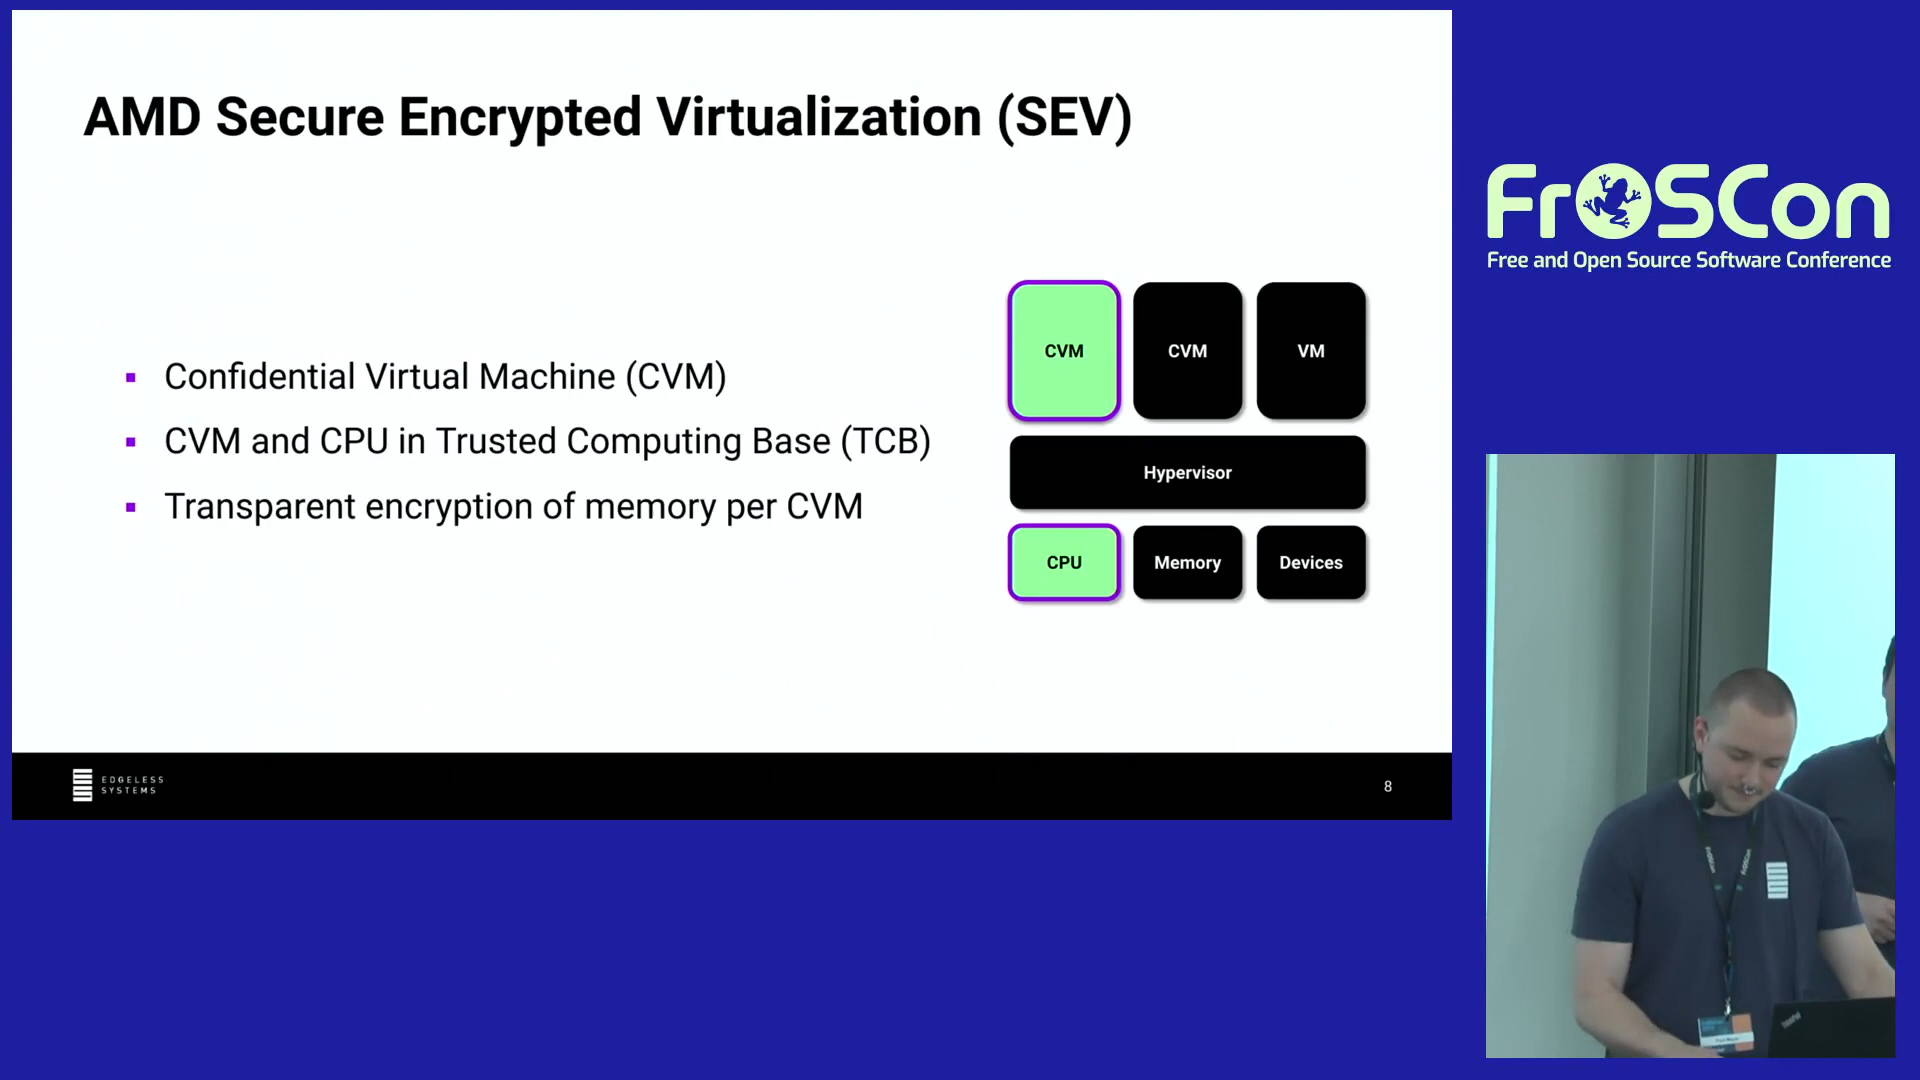 AMD Secure Encrypted Virtualization (SEV)
Confidential Virtual Machine (CVM)
CVM and CPU in Trusted Computing Base (TCB)
Transparent encryption of memory per CVM
CVM
CVM
VM
Hypervisor
CPU
Memory
Devices
EDGELESS
SYSTEMS
8
FrOSCon
Free and Open Source Software Conference
ThinkPad